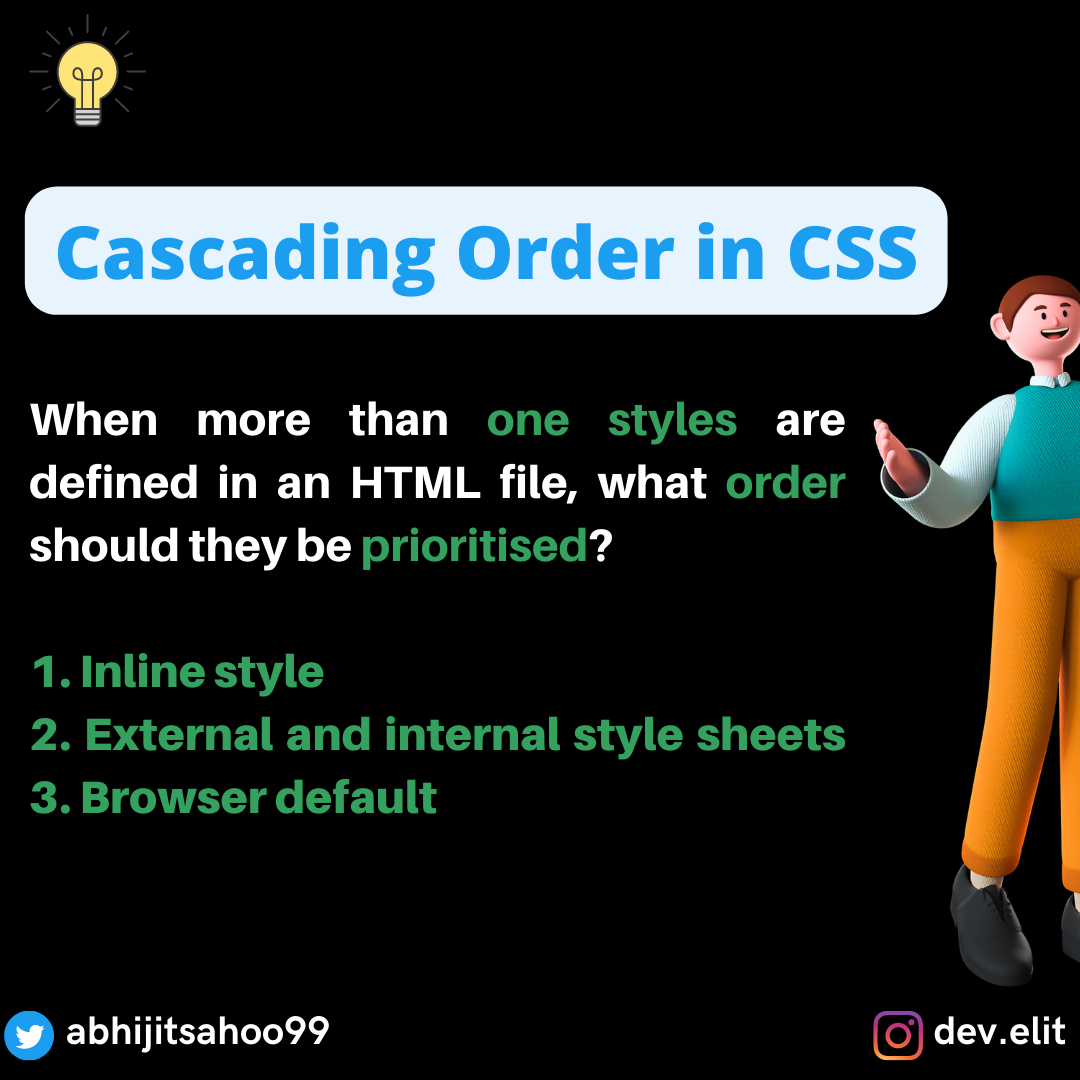 Cascading Order in CSS
When more than one styles are
defined in an HTML file, what order
should they be prioritised?
1. Inline style
2. External and internal style sheets
3. Browser default
abhijitsahoo99
dev.elit